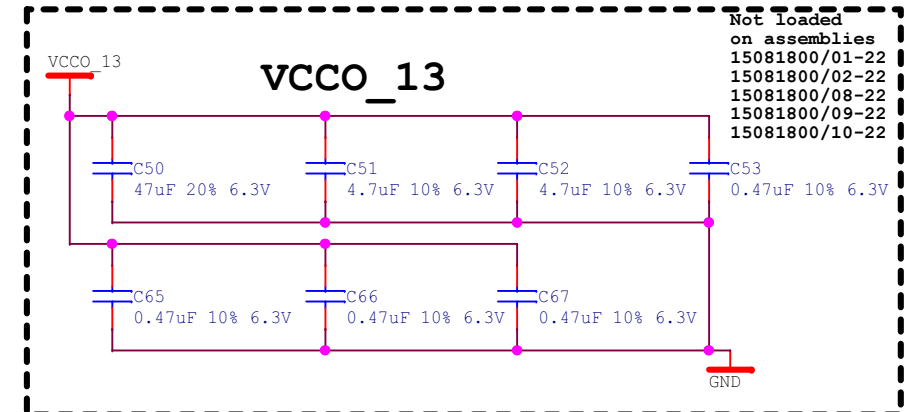 Not loaded
on assemblies
15081800/01-22
15081800/02-22
15081800/08-22
15081800/09-22
15081800/10-22
VCCO_13
VCCO_13
C50
47uF 20% 6.3V
C51
4.7uF 10% 6.3V
C52
4.7uF 10% 6.3V
C53
0.47uF 10% 6.3V
C65
0.47uF 10% 6.3V
C66
0.47uF 10% 6.3V
C67
0.47uF 10% 6.3V
GND